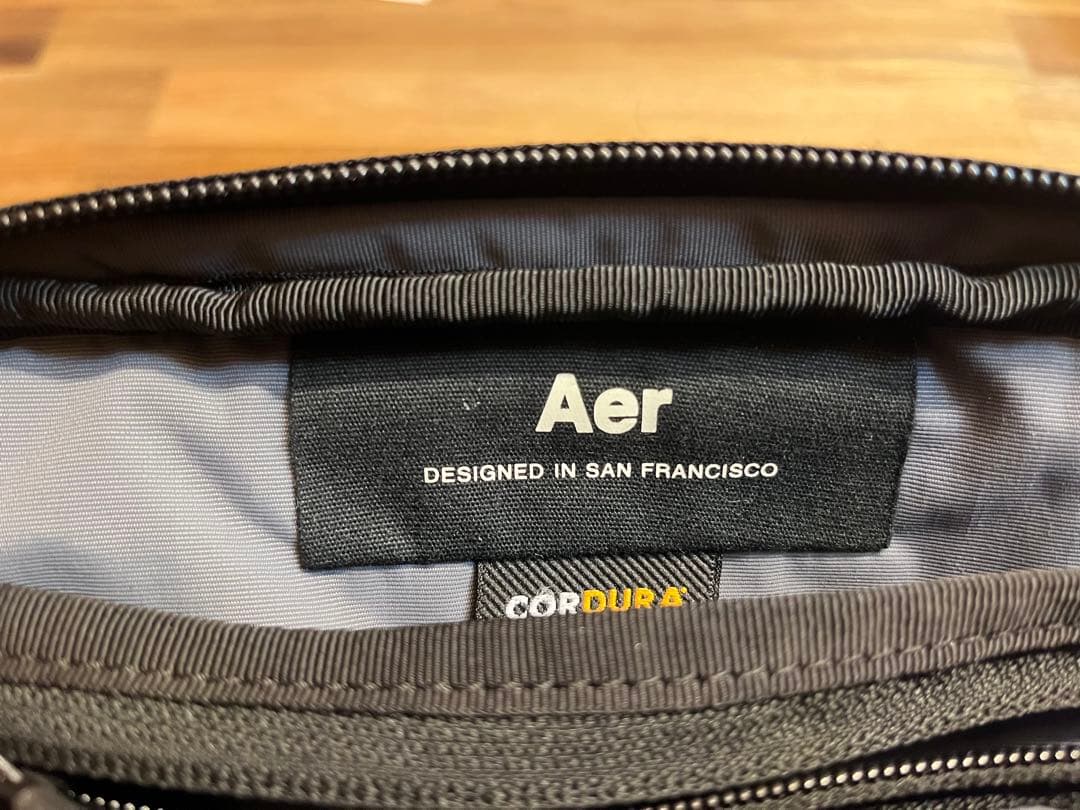 Aer
DESIGNED IN SAN FRANCISCO
CORDURA®